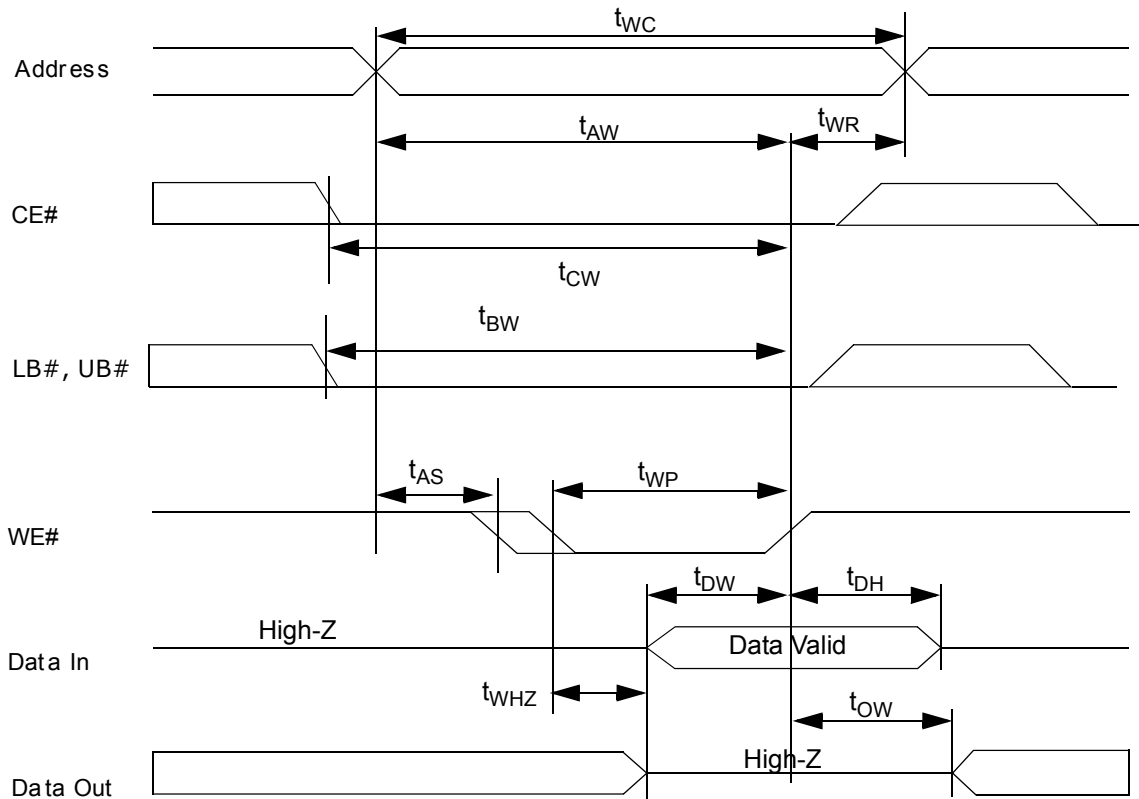 tWC
Address
tAW
tWR
CE#
tCW
tBW
LB#, UB#
tAS
tWP
WE#
tDW
tDH
High-Z
Data Valid
Data In
tWHZ
tOW
High-Z
Data Out